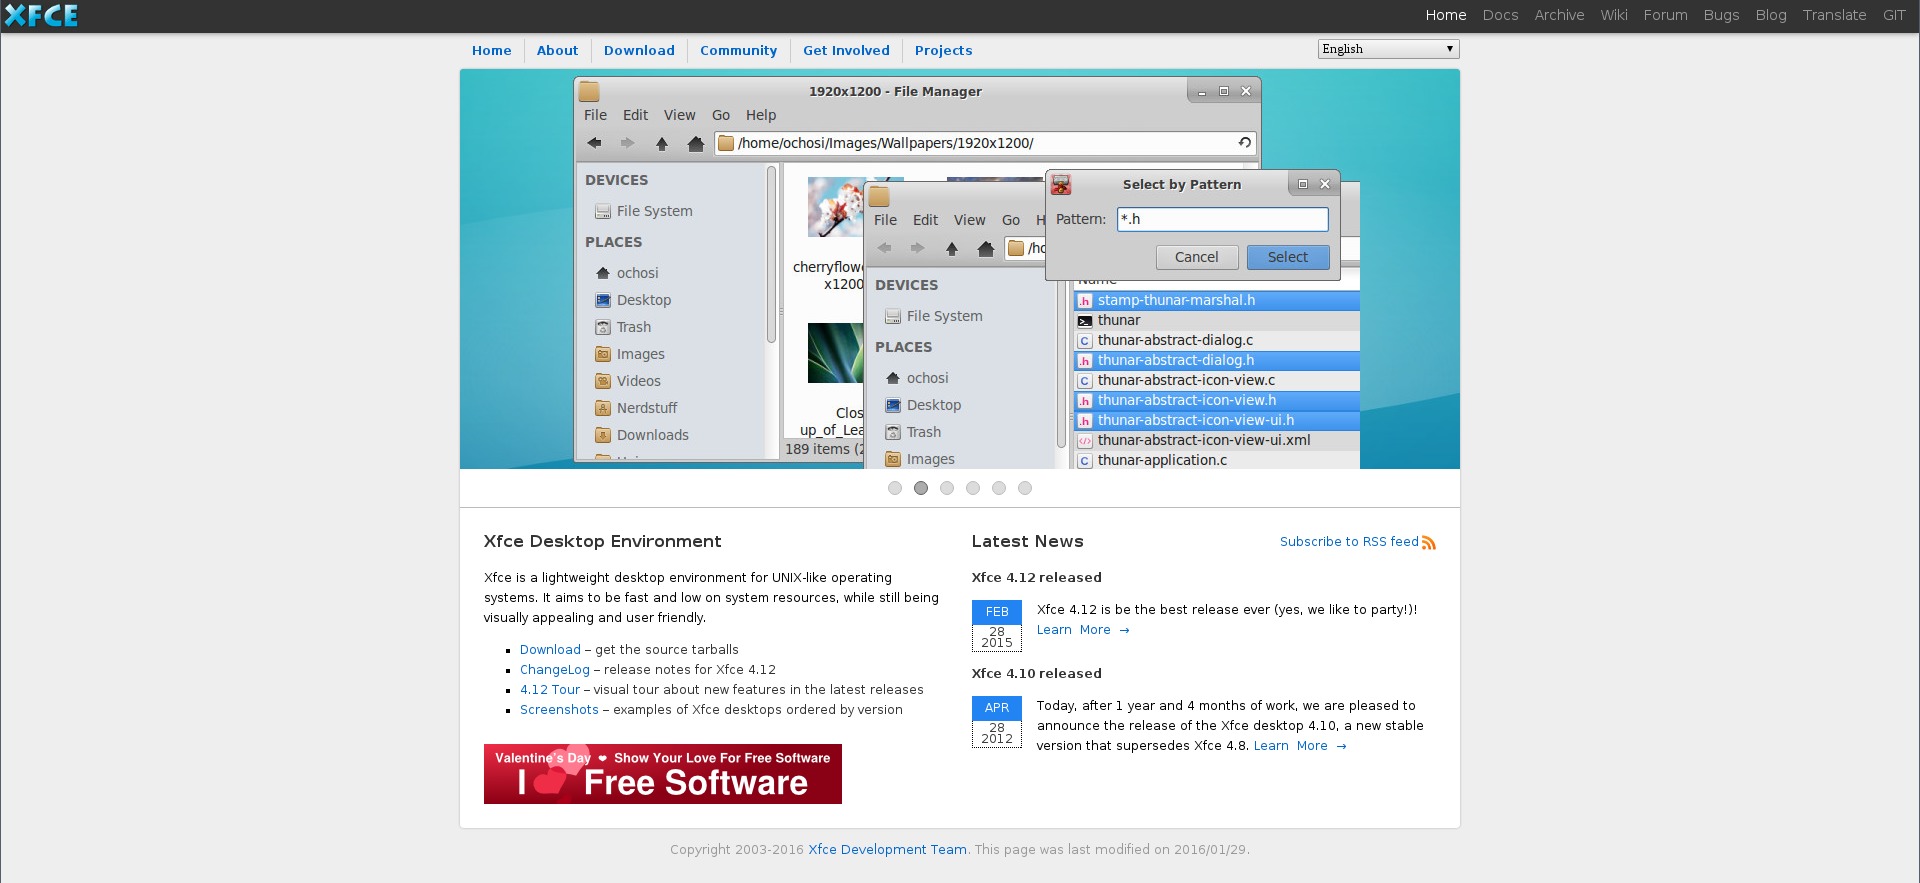 XFCE
Home Docs Archive Wiki Forum Bugs Blog Translate GIT
Home About Download Community Get Involved Projects
English
1920x1200 - File Manager
File Edit View Go Help
/home/ochosi/Images/Wallpapers/1920x1200/
DEVICES
File System
PLACES
ochosi
Desktop
Trash
Images
Videos
Nerdstuff
Downloads
cherryflowe
x1200
Clos
up_of_Lea
189 items (2
File Edit View Go H
/ho
DEVICES
File System
PLACES
ochosi
Desktop
Trash
Images
Select by Pattern
Pattern: *.h
Cancel Select
Name
stamp-thunar-marshal.h
thunar
thunar-abstract-dialog.c
thunar-abstract-dialog.h
thunar-abstract-icon-view.c
thunar-abstract-icon-view.h
thunar-abstract-icon-view-ui.h
thunar-abstract-icon-view-ui.xml
thunar-application.c
Xfce Desktop Environment
Xfce is a lightweight desktop environment for UNIX-like operating
systems. It aims to be fast and low on system resources, while still being
visually appealing and user friendly.
Download – get the source tarballs
ChangeLog – release notes for Xfce 4.12
4.12 Tour – visual tour about new features in the latest releases
Screenshots – examples of Xfce desktops ordered by version
Valentine's Day ❤ Show Your Love For Free Software
I Free Software
Latest News
Subscribe to RSS feed
Xfce 4.12 released
FEB
28
2015
Xfce 4.12 is be the best release ever (yes, we like to party!)!
Learn More →
Xfce 4.10 released
APR
28
2012
Today, after 1 year and 4 months of work, we are pleased to
announce the release of the Xfce desktop 4.10, a new stable
version that supersedes Xfce 4.8. Learn More →
Copyright 2003-2016 Xfce Development Team. This page was last modified on 2016/01/29.